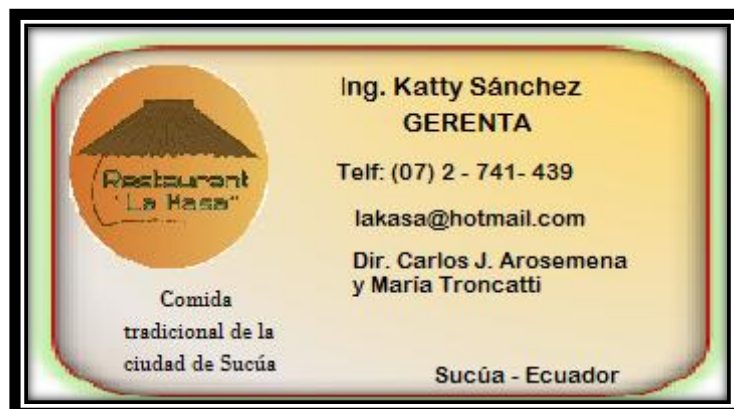 Restaurant
"La Kasa"
Comida
tradicional de la
ciudad de Sucúa
Ing. Katty Sánchez
GERENTA
Telf: (07) 2 - 741- 439
lakasa@hotmail.com
Dir. Carlos J. Arosemena
y María Troncatti
Sucúa - Ecuador